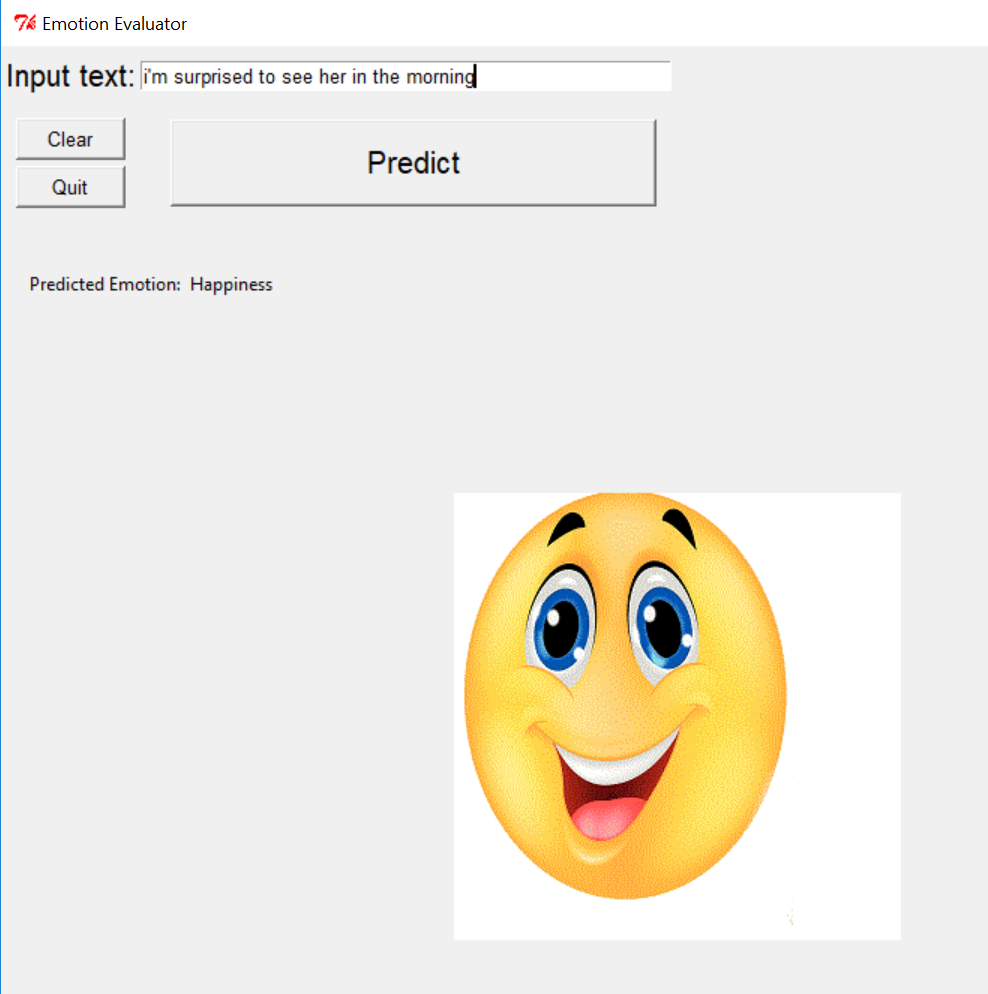 Emotion Evaluator
Input text: i'm surprised to see her in the morning
Clear
Predict
Quit
Predicted Emotion: Happiness